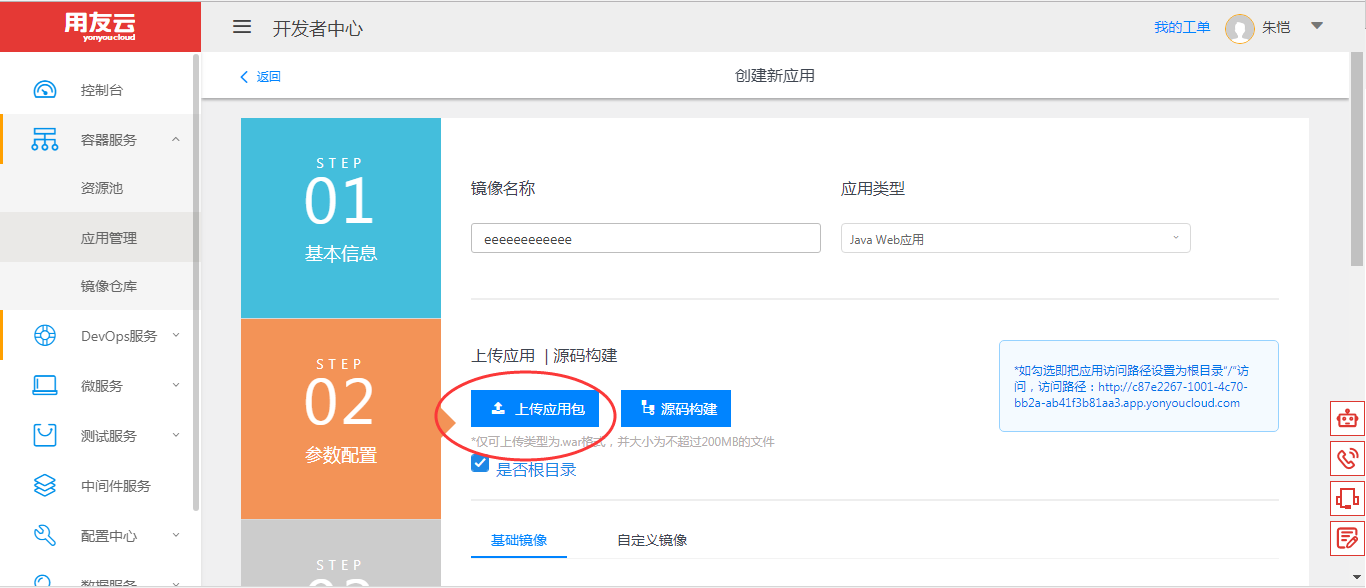 用友云
yonyoucloud
开发者中心
我的工单
朱恺
返回
创建新应用
控制台
容器服务
资源池
应用管理
镜像仓库
DevOps服务
微服务
测试服务
中间件服务
配置中心
数据服务
STEP
01
基本信息
镜像名称
应用类型
eeeeeeeeeeee
Java Web应用
STEP
02
参数配置
上传应用 | 源码构建
上传应用包
源码构建
*仅可上传类型为.war格式，并大小为不超过200MB的文件
是否根目录
*如勾选即把应用访问路径设置为根目录“/”访
问，访问路径：http://c87e2267-1001-4c70-
bb2a-ab41f3b81aa3.app.yonyoucloud.com
基础镜像
自定义镜像
STEP
03